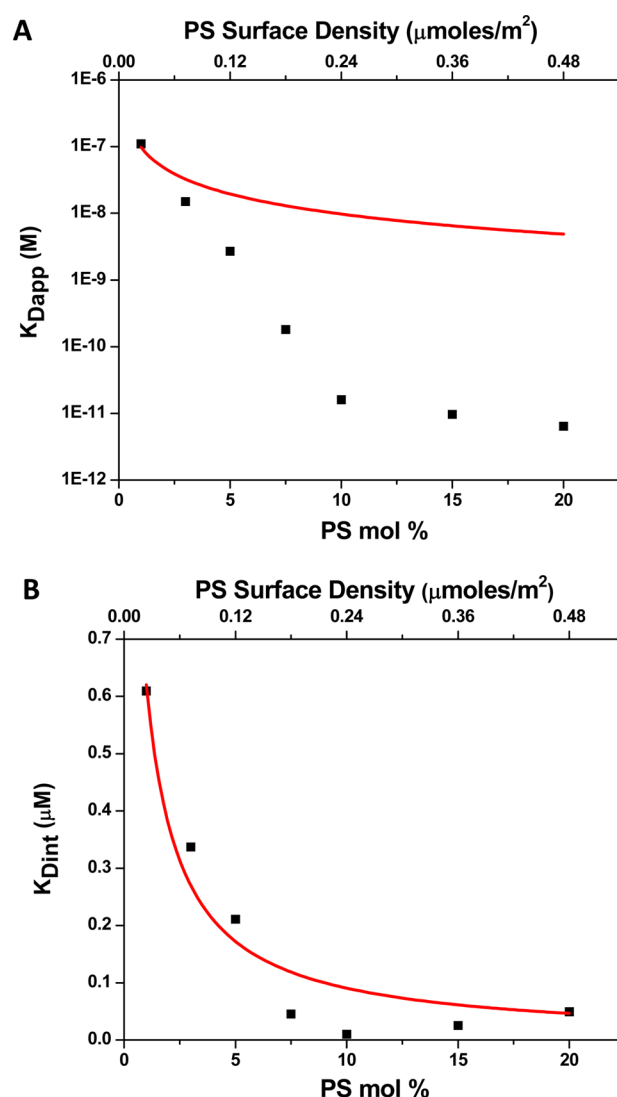 A
PS Surface Density (μmoles/m²)
0.00 0.12 0.24 0.36 0.48
1E-6
1E-7
1E-8
1E-9
1E-10
1E-11
1E-12
K_Dapp (M)
0 5 10 15 20
PS mol %
B
PS Surface Density (μmoles/m²)
0.00 0.12 0.24 0.36 0.48
0.7
0.6
0.5
0.4
0.3
0.2
0.1
0.0
K_Dint (μM)
0 5 10 15 20
PS mol %